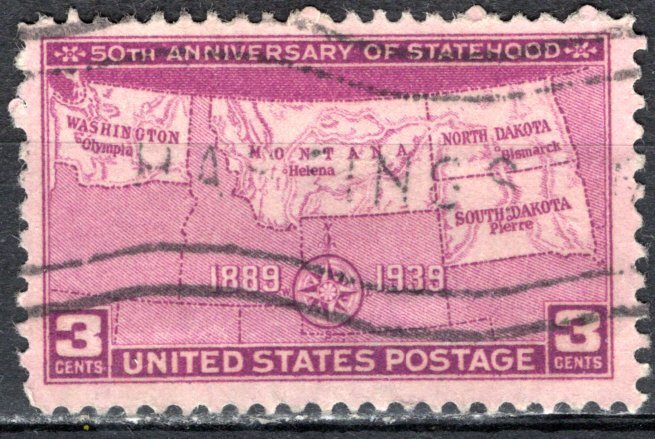 50TH ANNIVERSARY OF STATEHOOD
WASHINGTON
Olympia
MONTANA
Helena
NORTH DAKOTA
Bismarck
SOUTH DAKOTA
Pierre
HASTINGS
1889 1939
3 CENTS
UNITED STATES POSTAGE
3 CENTS